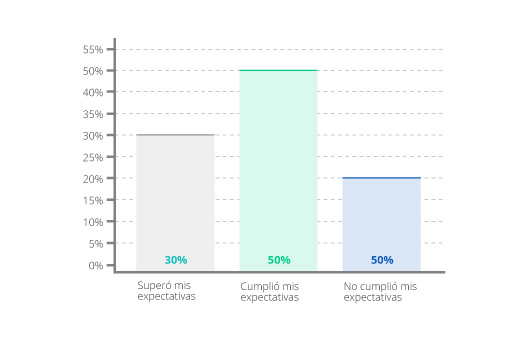 55%
50%
40%
35%
30%
25%
20%
15%
10%
5%
0%
30%
50%
50%
Superó mis
expectativas
Cumplió mis
expectativas
No cumplió mis
expectativas